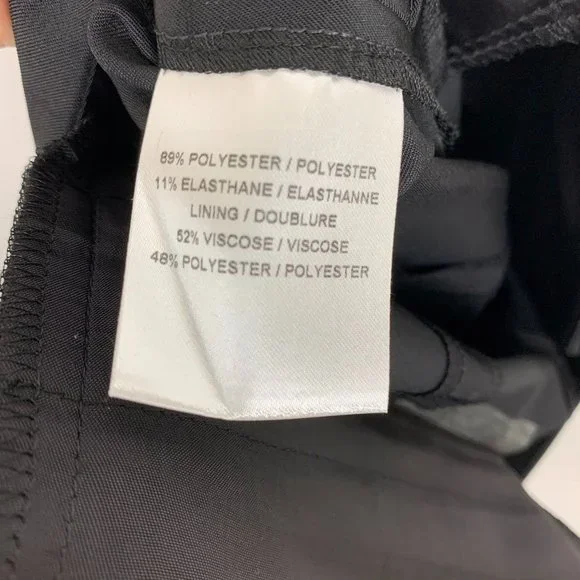 89% POLYESTER / POLYESTER
11% ELASTHANE / ELASTHANNE
LINING / DOUBLURE
52% VISCOSE / VISCOSE
48% POLYESTER / POLYESTER